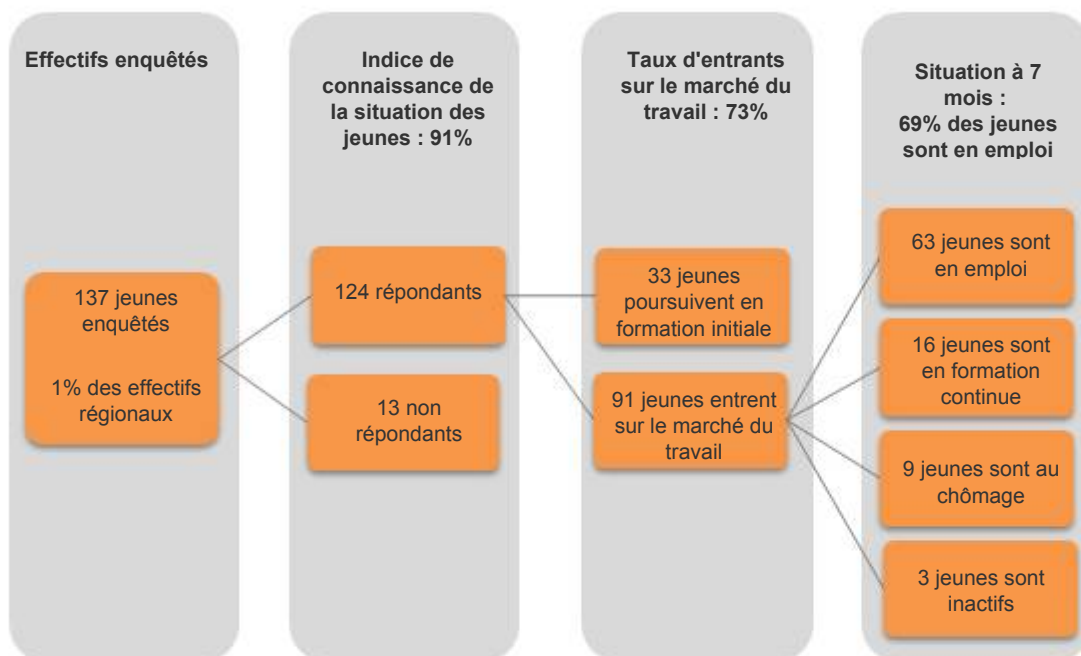 Effectifs enquêtés
137 jeunes
enquêtés
1% des effectifs
régionaux
Indice de
connaissance de
la situation des
jeunes : 91%
124 répondants
13 non
répondants
Taux d'entrants
sur le marché du
travail : 73%
33 jeunes
poursuivent en
formation initiale
91 jeunes entrent
sur le marché du
travail
Situation à 7
mois :
69% des jeunes
sont en emploi
63 jeunes sont
en emploi
16 jeunes sont
en formation
continue
9 jeunes sont au
chômage
3 jeunes sont
inactifs